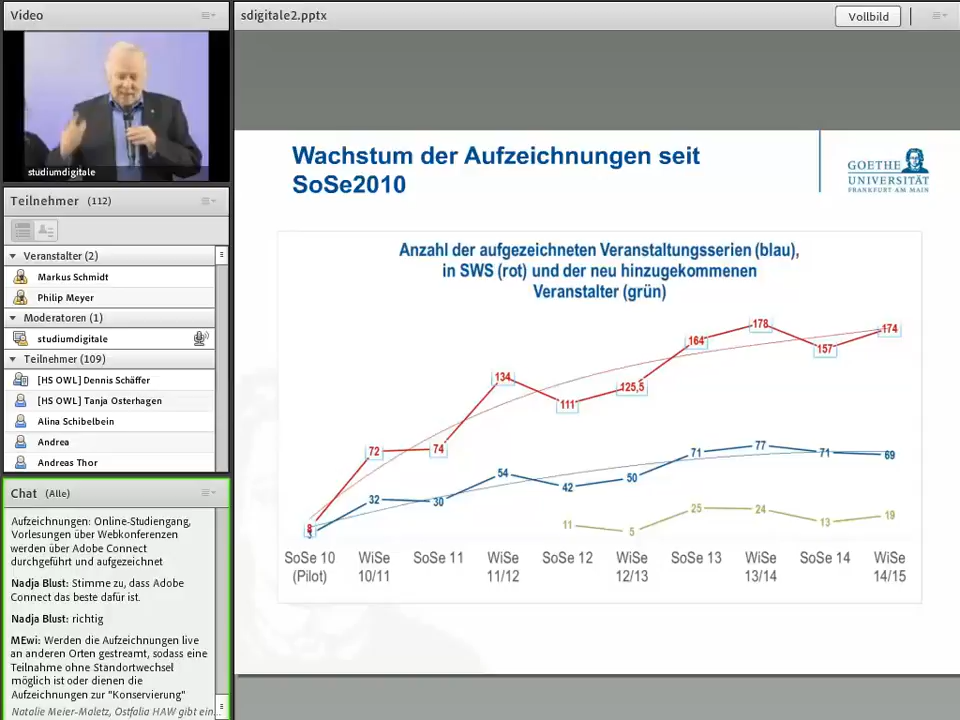 Video
studiumdigitale
Teilnehmer (112)
Veranstalter (2)
Markus Schmidt
Philip Meyer
Moderatoren (1)
studiumdigitale
Teilnehmer (109)
[HS OWL] Dennis Schäffer
[HS OWL] Tanja Osterhagen
Alina Schibelbein
Andrea
Andreas Thor
Chat (Alle)
Aufzeichnungen: Online-Studiengang,
Vorlesungen über Webkonferenzen
werden über Adobe Connect
durchgeführt und aufgezeichnet
Nadja Blust: Stimme zu, dass Adobe
Connect das beste dafür ist.
Nadja Blust: richtig
MEwi: Werden die Aufzeichnungen live
an anderen Orten gestreamt, sodass eine
Teilnahme ohne Standortwechsel
möglich ist oder dienen die
Aufzeichnungen zur "Konservierung"
Natalie Meier-Maletz, Ostfalia HAW gibt ein...
sdigitale2.pptx
Vollbild
Wachstum der Aufzeichnungen seit
SoSe2010
GOETHE
UNIVERSITÄT
FRANKFURT AM MAIN
Anzahl der aufgezeichneten Veranstaltungsserien (blau),
in SWS (rot) und der neu hinzugekommenen
Veranstalter (grün)
72 74 134 111 125,5 164 178 157 174
32 30 54 42 50 71 77 71 69
11 5 25 24 13 19
SoSe 10 WiSe SoSe 11 WiSe SoSe 12 WiSe SoSe 13 WiSe SoSe 14 WiSe
(Pilot) 10/11 11/12 12/13 13/14 14/15